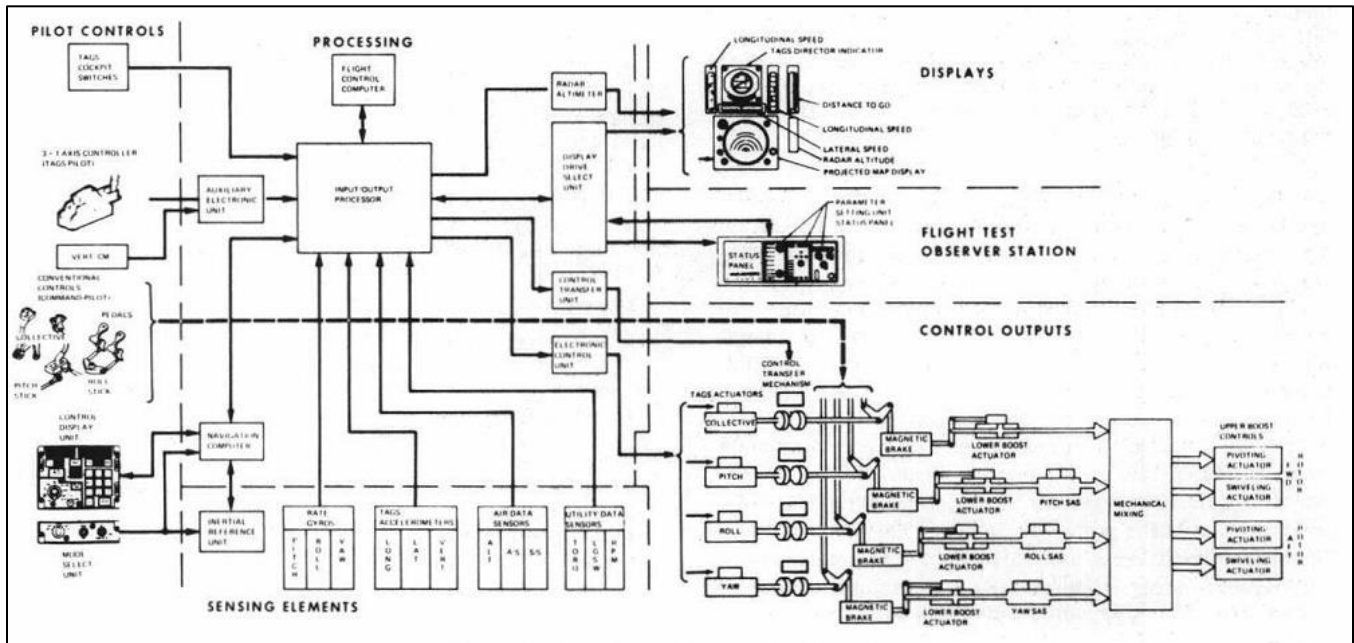 PILOT CONTROLS
TAGS
COCKPIT
SWITCHES
3-1 AXIS CONTROLLER
(TAGS PILOT)
VERT CM
CONVENTIONAL
CONTROLS
(COMMAND PILOT)
PEDALS
COLLECTIVE
PITCH
STICK
ROLL
STICK
CONTROL
DISPLAY
UNIT
MODE
SELECT
UNIT
PROCESSING
FLIGHT
CONTROL
COMPUTER
AUXILIARY
ELECTRONIC
UNIT
INPUT/OUTPUT
PROCESSOR
RADAR
ALTIMETER
DISPLAY
DRIVE
SELECT
UNIT
CONTROL
TRANSFER
UNIT
ELECTRONIC
CONTROL
UNIT
NAVIGATION
COMPUTER
INERTIAL
REFERENCE
UNIT
RATE
GYROS
PITCH
ROLL
YAW
TAGS
ACCELEROMETERS
LONG
LAT
VERT
AIR DATA
SENSORS
ALT
A/S
S/S
UTILITY DATA
SENSORS
TORQ
LGSW
RPM
SENSING ELEMENTS
DISPLAYS
LONGITUDINAL SPEED
TAGS DIRECTOR INDICATOR
DISTANCE TO GO
LONGITUDINAL SPEED
LATERAL SPEED
RADAR ALTITUDE
PROJECTED MAP DISPLAY
FLIGHT TEST
OBSERVER STATION
PARAMETER
SETTING UNIT
STATUS PANEL
STATUS
PANEL
CONTROL OUTPUTS
CONTROL
TRANSFER
MECHANISM
TAGS ACTUATORS
COLLECTIVE
PITCH
ROLL
YAW
MAGNETIC
BRAKE
LOWER BOOST
ACTUATOR
MAGNETIC
BRAKE
LOWER BOOST
ACTUATOR
PITCH SAS
MAGNETIC
BRAKE
LOWER BOOST
ACTUATOR
ROLL SAS
MAGNETIC
BRAKE
LOWER BOOST
ACTUATOR
YAW SAS
MECHANICAL
MIXING
UPPER BOOST
CONTROLS
PIVOTING
ACTUATOR
SWIVELING
ACTUATOR
FWD
ROTOR
PIVOTING
ACTUATOR
SWIVELING
ACTUATOR
AFT
ROTOR